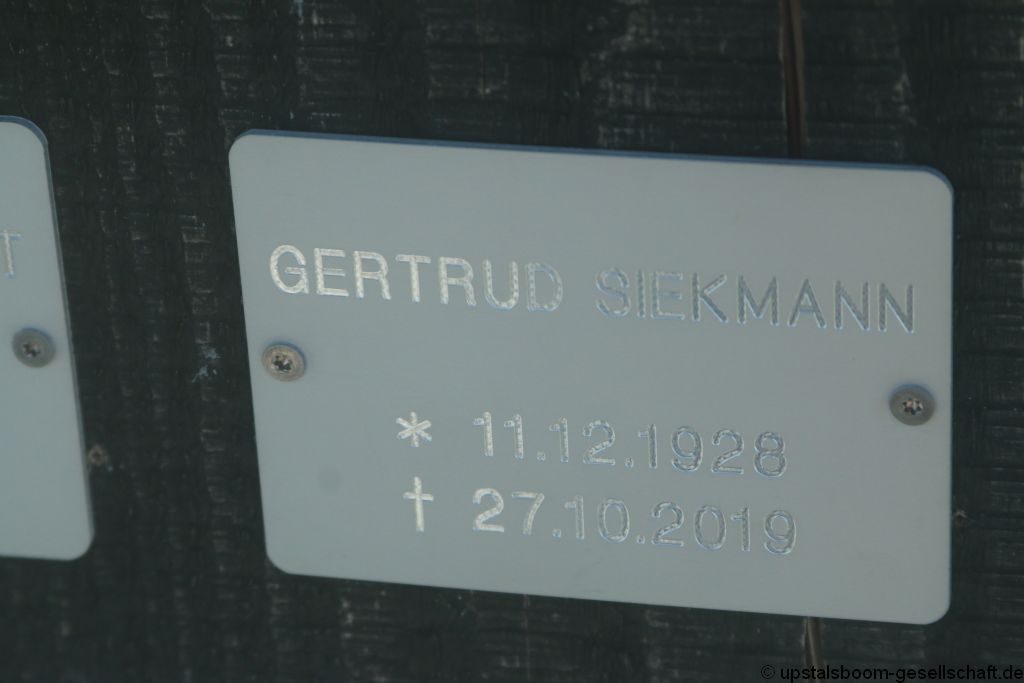 T
GERTRUD SIEKMANN
* 11.12.1928
† 27.10.2019
© upstalsboom-gesellschaft.de